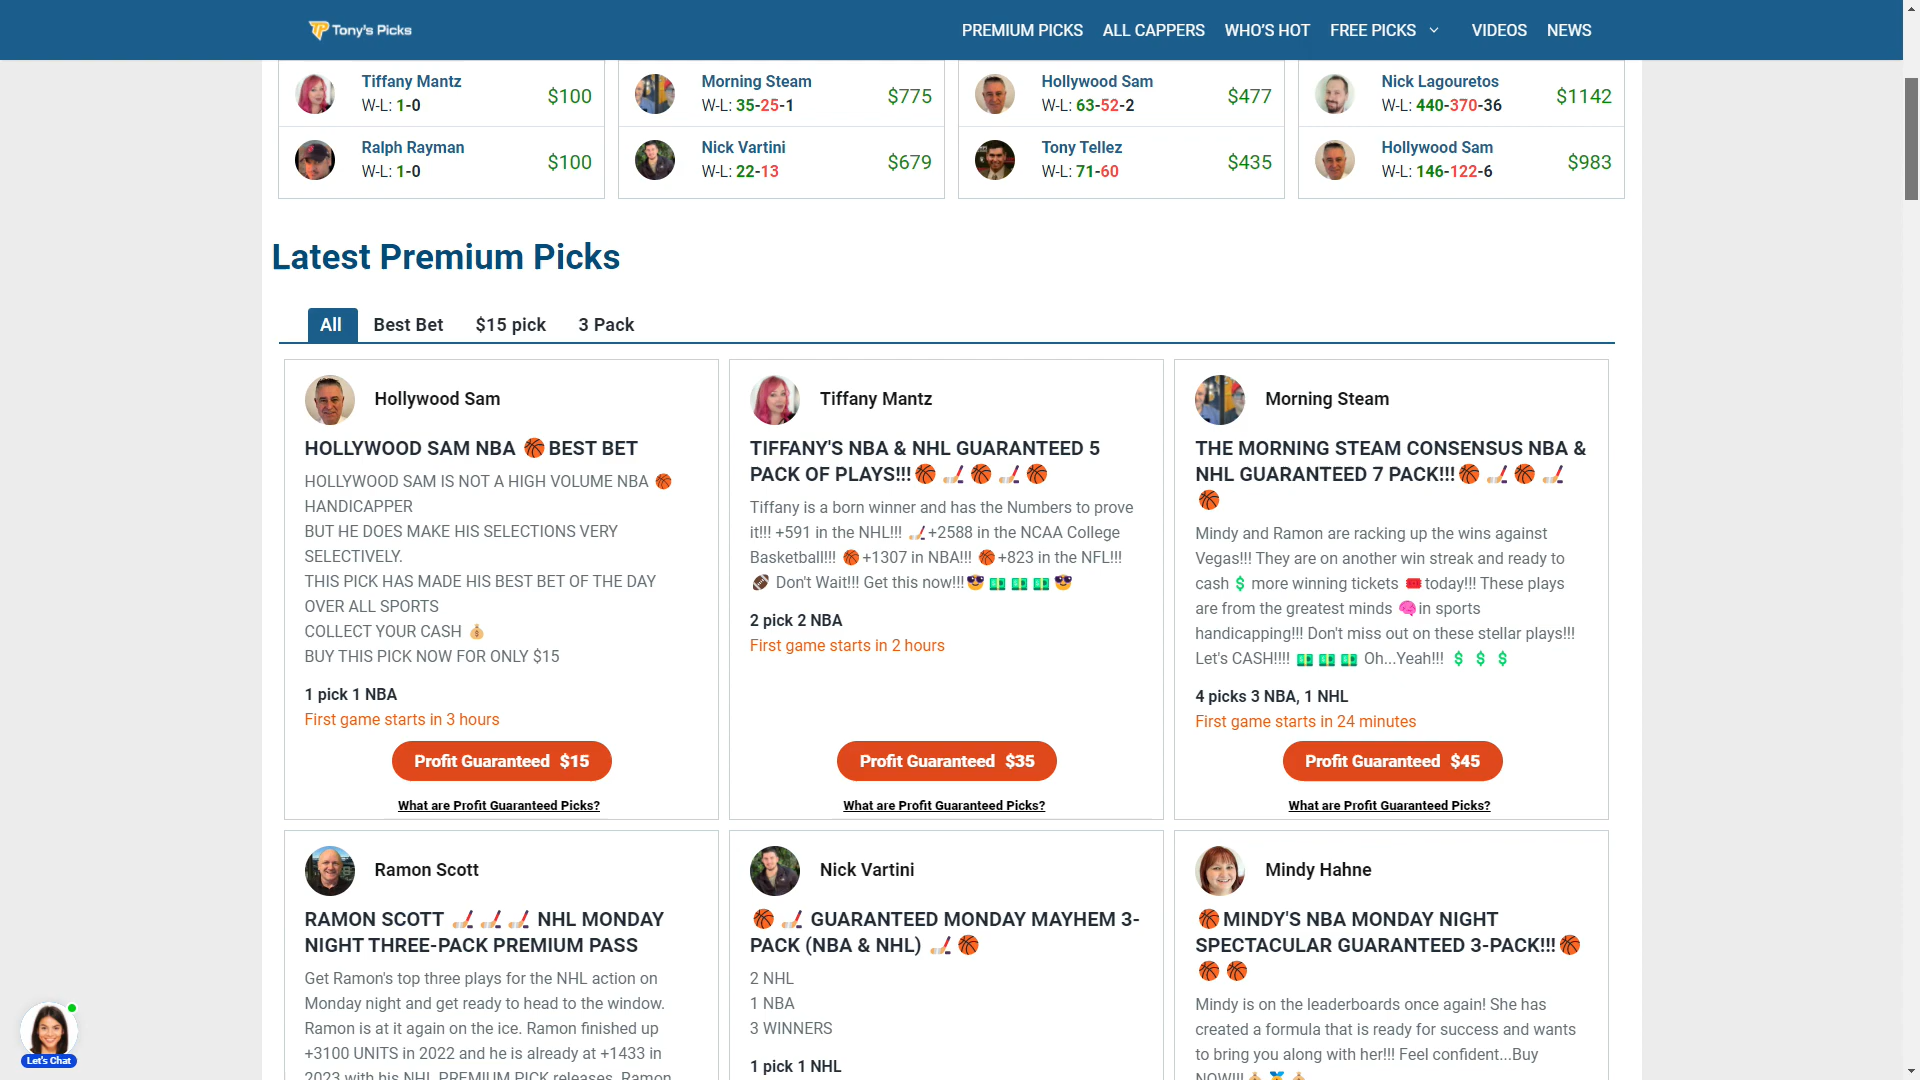 Tony's Picks
PREMIUM PICKS
ALL CAPPERS
WHO'S HOT
FREE PICKS
VIDEOS
NEWS
Tiffany Mantz
W-L: 1-0
$100
Ralph Rayman
W-L: 1-0
$100
Morning Steam
W-L: 35-25-1
$775
Nick Vartini
W-L: 22-13
$679
Hollywood Sam
W-L: 63-52-2
$477
Tony Tellez
W-L: 71-60
$435
Nick Lagouretos
W-L: 440-370-36
$1142
Hollywood Sam
W-L: 146-122-6
$983
Latest Premium Picks
All
Best Bet
$15 pick
3 Pack
Hollywood Sam
HOLLYWOOD SAM NBA 🏀BEST BET
HOLLYWOOD SAM IS NOT A HIGH VOLUME NBA 🏀
HANDICAPPER
BUT HE DOES MAKE HIS SELECTIONS VERY
SELECTIVELY.
THIS PICK HAS MADE HIS BEST BET OF THE DAY
OVER ALL SPORTS
COLLECT YOUR CASH 💰
BUY THIS PICK NOW FOR ONLY $15
1 pick 1 NBA
First game starts in 3 hours
Profit Guaranteed $15
What are Profit Guaranteed Picks?
Tiffany Mantz
TIFFANY'S NBA & NHL GUARANTEED 5
PACK OF PLAYS!!!🏀 🏒 🏀 🏒 🏀
Tiffany is a born winner and has the Numbers to prove
it!!! +591 in the NHL!!! 🏒+2588 in the NCAA College
Basketball!!! 🏀+1307 in NBA!!! 🏀+823 in the NFL!!!
🏈 Don't Wait!!! Get this now!!!😎 💵 💵 💵 😎
2 pick 2 NBA
First game starts in 2 hours
Profit Guaranteed $35
What are Profit Guaranteed Picks?
Morning Steam
THE MORNING STEAM CONSENSUS NBA &
NHL GUARANTEED 7 PACK!!!🏀 🏒 🏀 🏒
🏀
Mindy and Ramon are racking up the wins against
Vegas!!! They are on another win streak and ready to
cash 💲 more winning tickets 🎟️today!!! These plays
are from the greatest minds 🧠in sports
handicapping!!! Don't miss out on these stellar plays!!!
Let's CASH!!!! 💵 💵 💵 Oh...Yeah!!! 💲 💲 💲
4 picks 3 NBA, 1 NHL
First game starts in 24 minutes
Profit Guaranteed $45
What are Profit Guaranteed Picks?
Ramon Scott
RAMON SCOTT 🏒 🏒 🏒 NHL MONDAY
NIGHT THREE-PACK PREMIUM PASS
Get Ramon's top three plays for the NHL action on
Monday night and get ready to head to the window.
Ramon is at it again on the ice. Ramon finished up
+3100 UNITS in 2022 and he is already at +1433 in
2023 with his NHL PREMIUM PICK releases. Ramon
Nick Vartini
🏀 🏒 GUARANTEED MONDAY MAYHEM 3-
PACK (NBA & NHL) 🏒 🏀
2 NHL
1 NBA
3 WINNERS
1 pick 1 NHL
Mindy Hahne
🏀MINDY'S NBA MONDAY NIGHT
SPECTACULAR GUARANTEED 3-PACK!!!🏀
🏀 🏀
Mindy is on the leaderboards once again! She has
created a formula that is ready for success and wants
to bring you along with her!!! Feel confident...Buy
NOW!!!💰 🏅 💰
Let's Chat